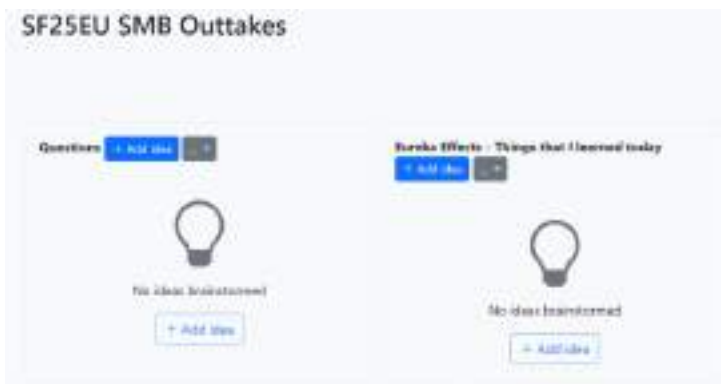 SF25EU SMB Outtakes
Questions + Add idea
Eureka Effects - Things that I learned today
+ Add idea
No ideas brainstormed
+ Add idea
No ideas brainstormed
+ Add idea